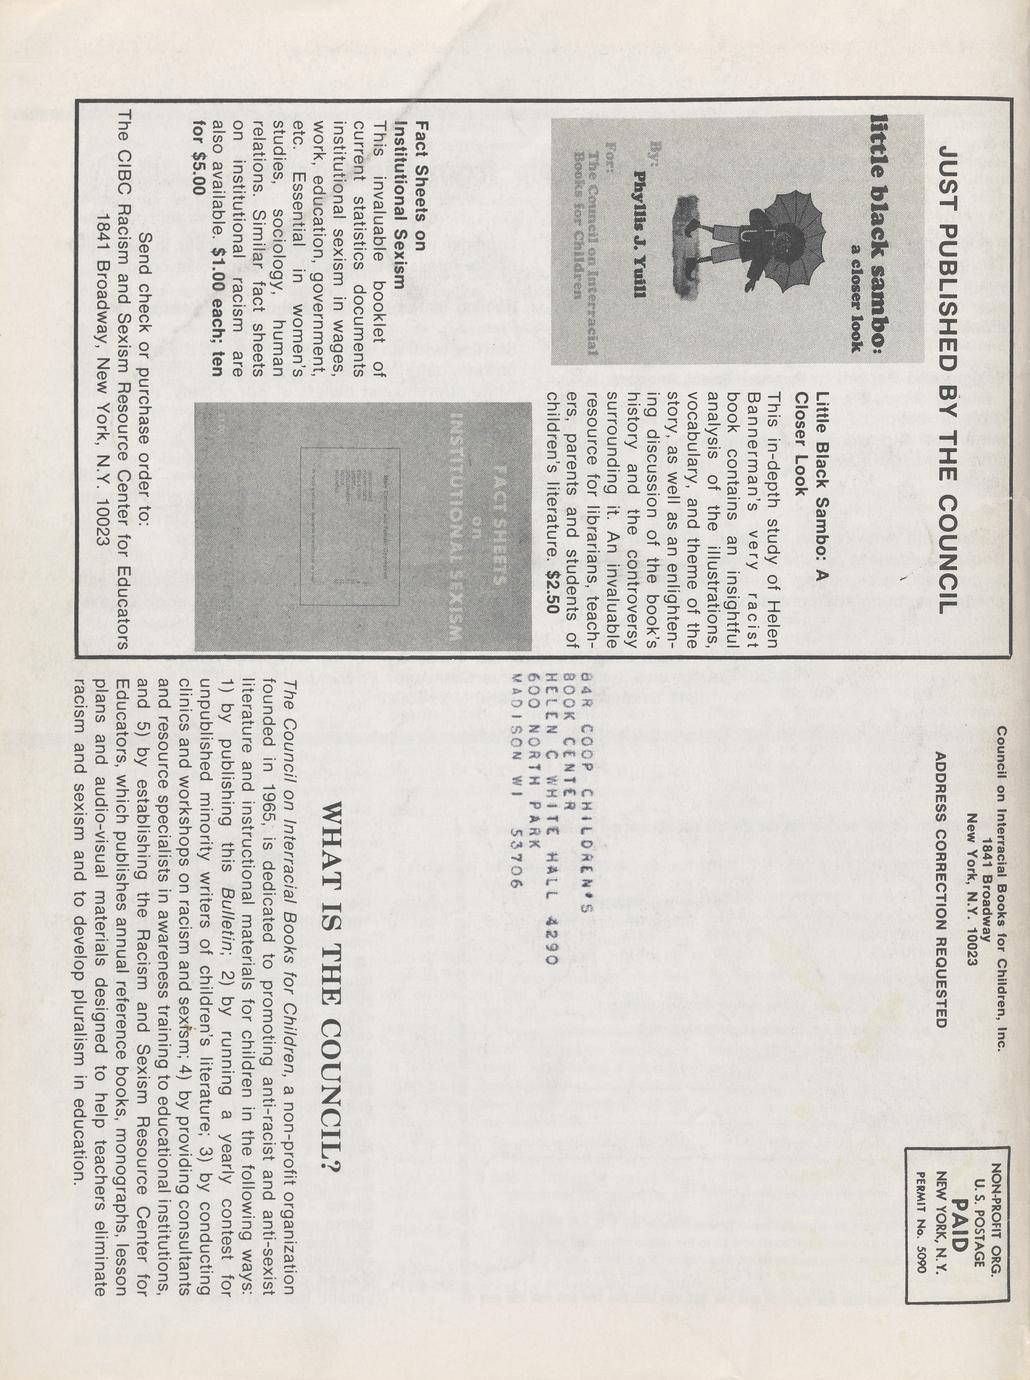 JUST PUBLISHED BY THE COUNCIL
little black sambo:
a closer look
By:
Phyllis J. Yuill
For:
The Council on Interracial
Books for Children
Little Black Sambo: A
Closer Look
This in-depth study of Helen
Bannerman's very racist
book contains an insightful
analysis of the illustrations,
vocabulary, and theme of the
story, as well as an enlighten-
ing discussion of the book's
history and the controversy
surrounding it. An invaluable
resource for librarians, teach-
ers, parents and students of
children's literature. $2.50
Fact Sheets on
Institutional Sexism
This invaluable booklet of
current statistics documents
institutional sexism in wages,
work, education, government,
etc. Essential in women's
studies, sociology, human
relations. Similar fact sheets
on institutional racism are
also available. $1.00 each; ten
for $5.00
FACT SHEETS
on
INSTITUTIONAL SEXISM
Send check or purchase order to:
The CIBC Racism and Sexism Resource Center for Educators
1841 Broadway, New York, N.Y. 10023
Council on Interracial Books for Children, Inc.
1841 Broadway
New York, N.Y. 10023
ADDRESS CORRECTION REQUESTED
NON-PROFIT ORG.
U. S. POSTAGE
PAID
NEW YORK, N. Y.
PERMIT No. 5090
84R COOP CHILDREN'S
BOOK CENTER
HELEN C WHITE HALL 4290
600 NORTH PARK
MADISON WI 53706
WHAT IS THE COUNCIL?
The Council on Interracial Books for Children, a non-profit organization
founded in 1965, is dedicated to promoting anti-racist and anti-sexist
literature and instructional materials for children in the following ways:
1) by publishing this Bulletin; 2) by running a yearly contest for
unpublished minority writers of children's literature; 3) by conducting
clinics and workshops on racism and sexism; 4) by providing consultants
and resource specialists in awareness training to educational institutions,
and 5) by establishing the Racism and Sexism Resource Center for
Educators, which publishes annual reference books, monographs, lesson
plans and audio-visual materials designed to help teachers eliminate
racism and sexism and to develop pluralism in education.